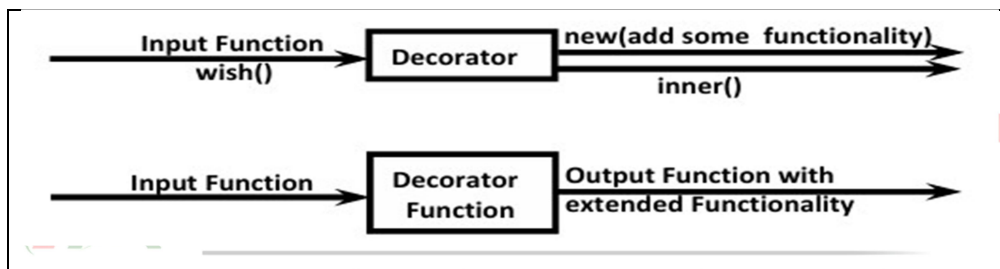 Input Function
wish()
Decorator
new(add some functionality)
inner()
Input Function
Decorator
Function
Output Function with
extended Functionality